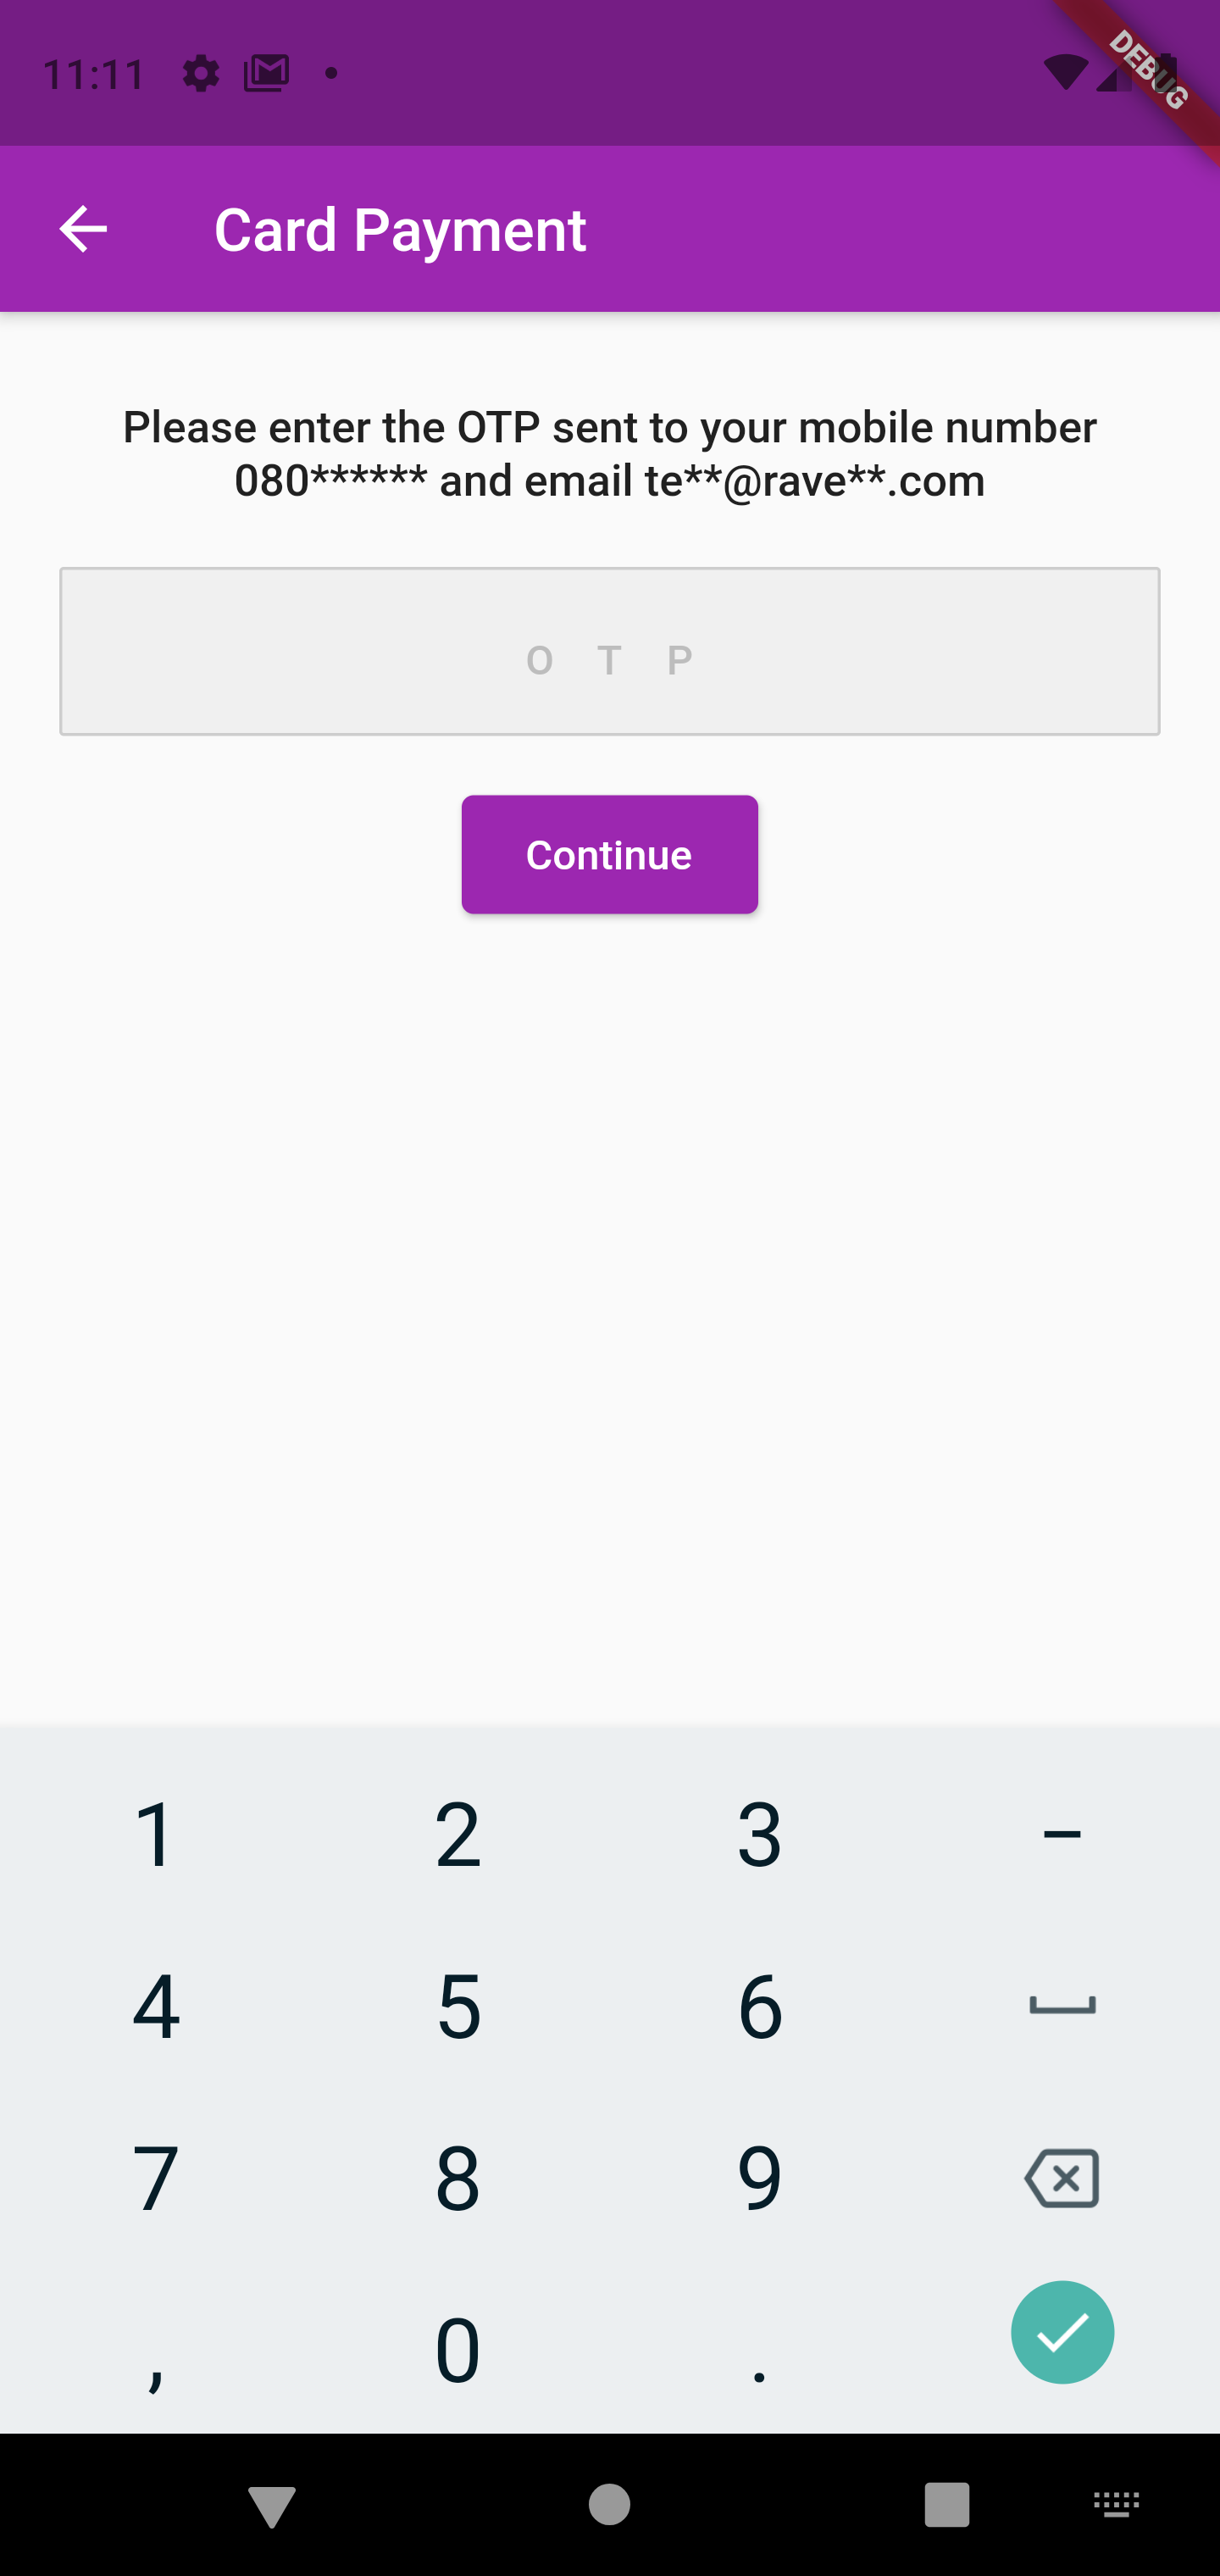 11:11
DEBUG
Card Payment
Please enter the OTP sent to your mobile number
080****** and email te**@rave**.com
O T P
Continue
1 2 3 –
4 5 6
7 8 9
, 0 .